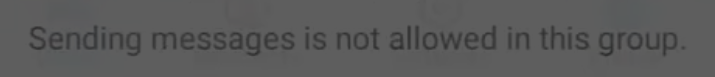 Sending messages is not allowed in this group.